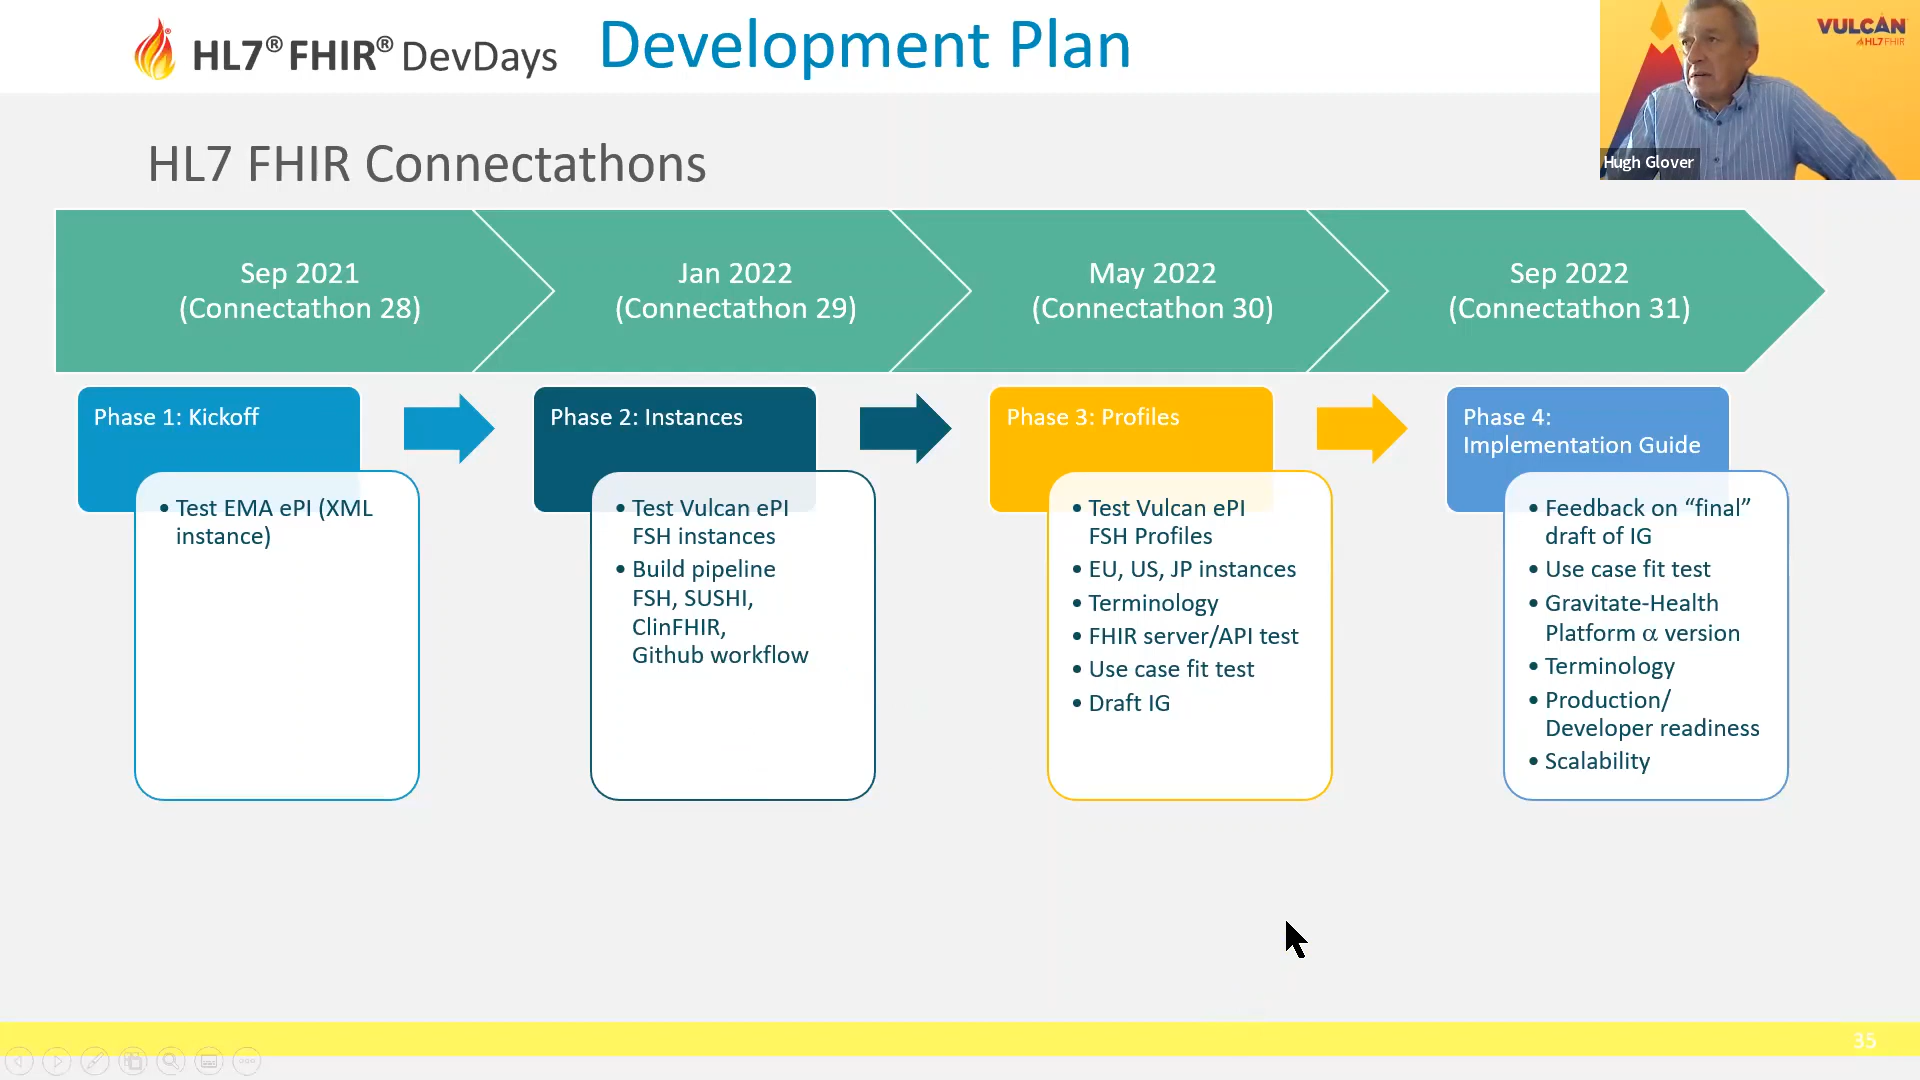 HL7® FHIR® DevDays
Development Plan
VULCAN
HL7 FHIR
Hugh Glover
HL7 FHIR Connectathons
Sep 2021
(Connectathon 28)
Jan 2022
(Connectathon 29)
May 2022
(Connectathon 30)
Sep 2022
(Connectathon 31)
Phase 1: Kickoff
• Test EMA ePI (XML
instance)
Phase 2: Instances
• Test Vulcan ePI
FSH instances
• Build pipeline
FSH, SUSHI,
ClinFHIR,
Github workflow
Phase 3: Profiles
• Test Vulcan ePI
FSH Profiles
• EU, US, JP instances
• Terminology
• FHIR server/API test
• Use case fit test
• Draft IG
Phase 4:
Implementation Guide
• Feedback on “final”
draft of IG
• Use case fit test
• Gravitate-Health
Platform α version
• Terminology
• Production/
Developer readiness
• Scalability
35